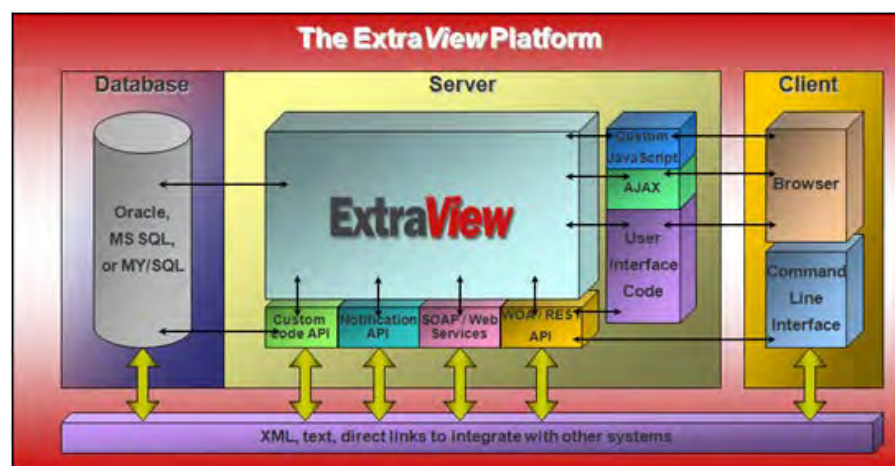 The ExtraView Platform
Database
Server
Client
Oracle,
MS SQL,
or MY/SQL
ExtraView
Custom
JavaScript
AJAX
User
Interface
Code
Browser
Command
Line
Interface
Custom
code API
Notification
API
SOAP / Web
Services
WOA / RES
API
XML, text, direct links to integrate with other systems